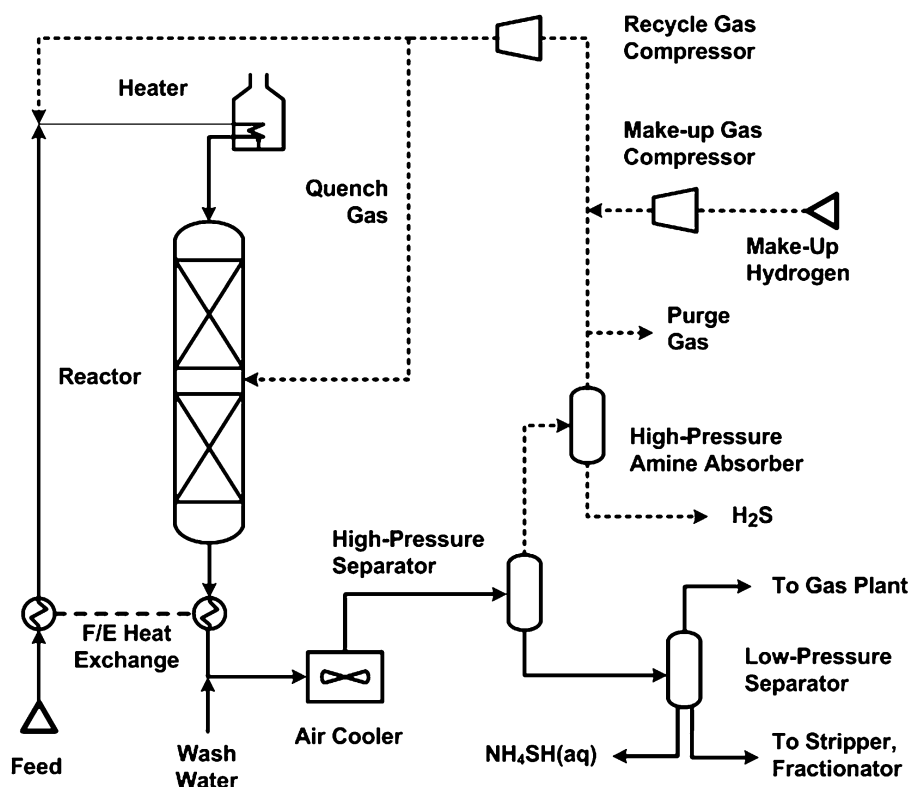 Recycle Gas
Compressor
Heater
Make-up Gas
Compressor
Quench
Gas
Make-Up
Hydrogen
Purge
Gas
Reactor
High-Pressure
Amine Absorber
H₂S
High-Pressure
Separator
To Gas Plant
F/E Heat
Exchange
Low-Pressure
Separator
Air Cooler
Feed
Wash
Water
NH₄SH(aq)
To Stripper,
Fractionator